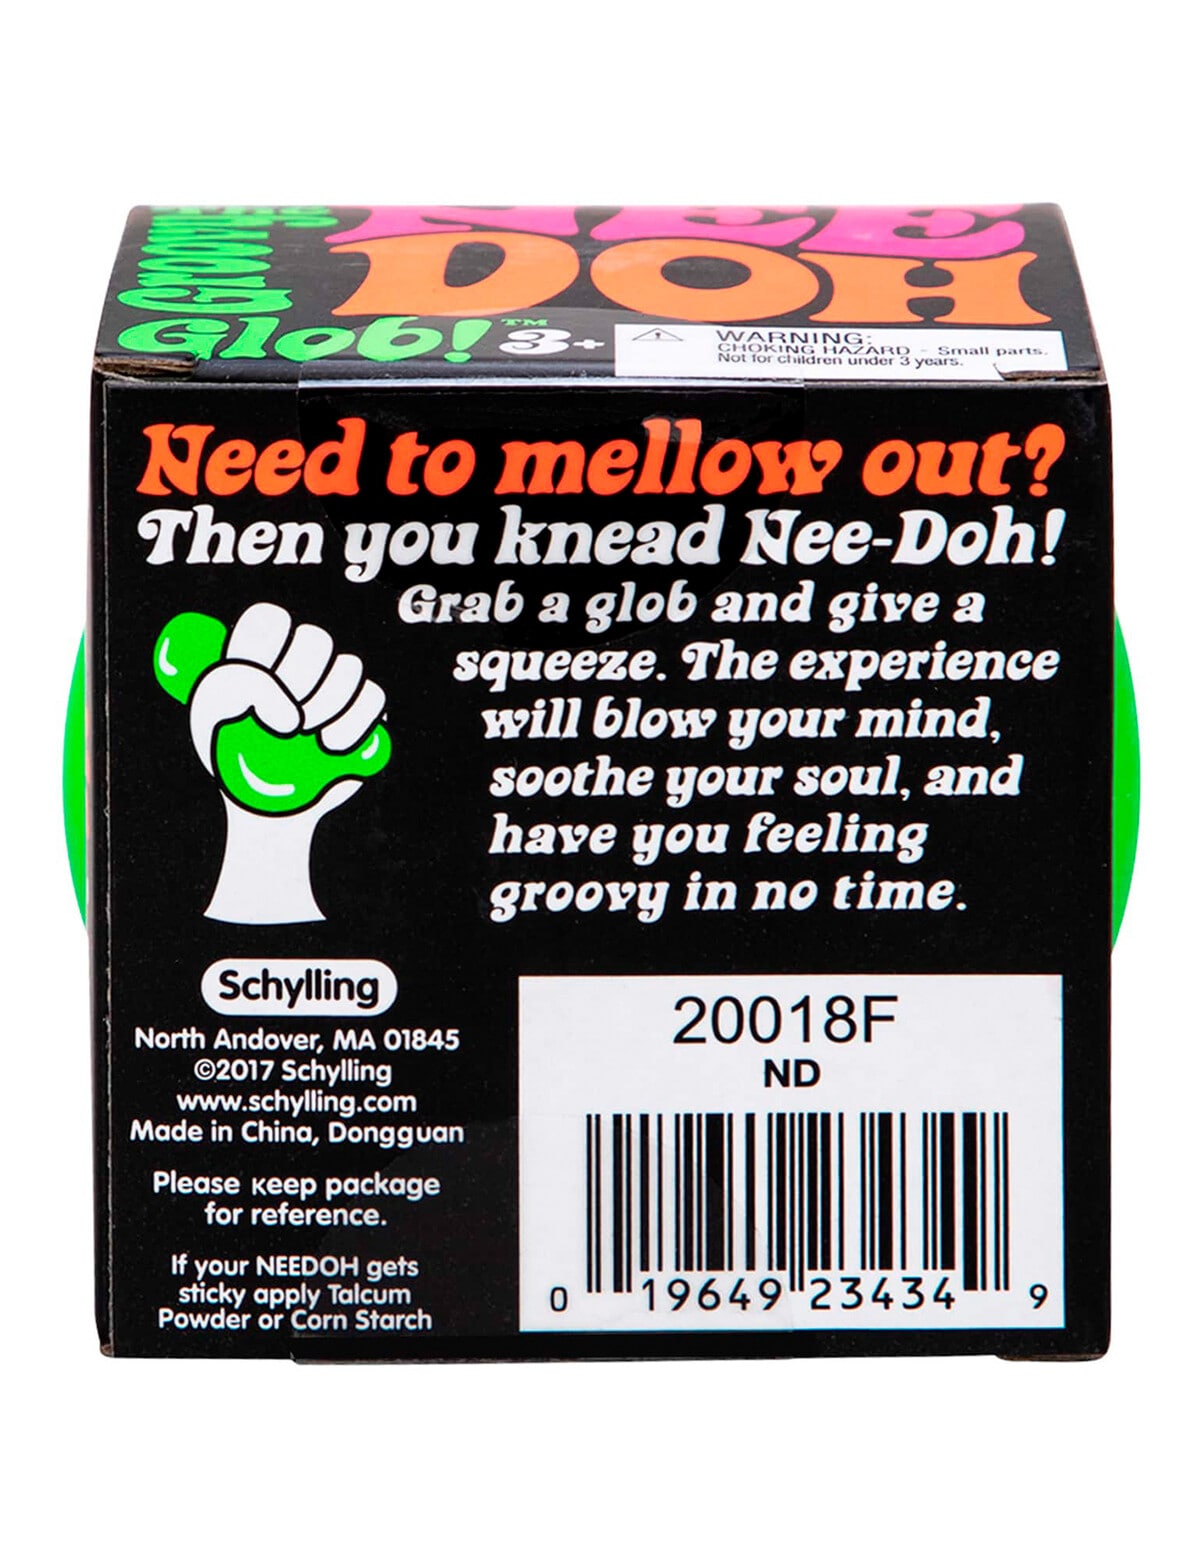 NEE
DOH
Groovy
Glob!™
3+
WARNING:
CHOKING HAZARD - Small parts.
Not for children under 3 years.
Need to mellow out?
Then you knead Nee-Doh!
Grab a glob and give a
squeeze. The experience
will blow your mind,
soothe your soul, and
have you feeling
groovy in no time.
Schylling
North Andover, MA 01845
©2017 Schylling
www.schylling.com
Made in China, Dongguan
Please keep package
for reference.
If your NEEDOH gets
sticky apply Talcum
Powder or Corn Starch
20018F
ND
0 19649 23434 9